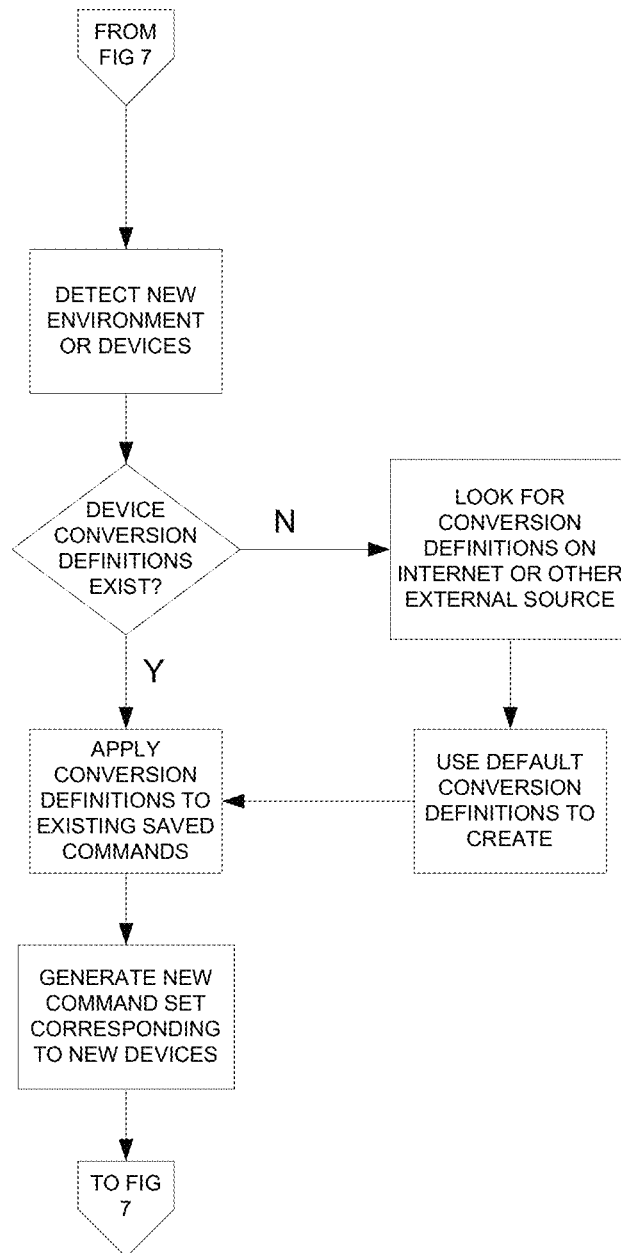 FROM
FIG 7
DETECT NEW
ENVIRONMENT
OR DEVICES
DEVICE
CONVERSION
DEFINITIONS
EXIST?
N
LOOK FOR
CONVERSION
DEFINITIONS ON
INTERNET OR OTHER
EXTERNAL SOURCE
Y
APPLY
CONVERSION
DEFINITIONS TO
EXISTING SAVED
COMMANDS
USE DEFAULT
CONVERSION
DEFINITIONS TO
CREATE
GENERATE NEW
COMMAND SET
CORRESPONDING
TO NEW DEVICES
TO FIG
7